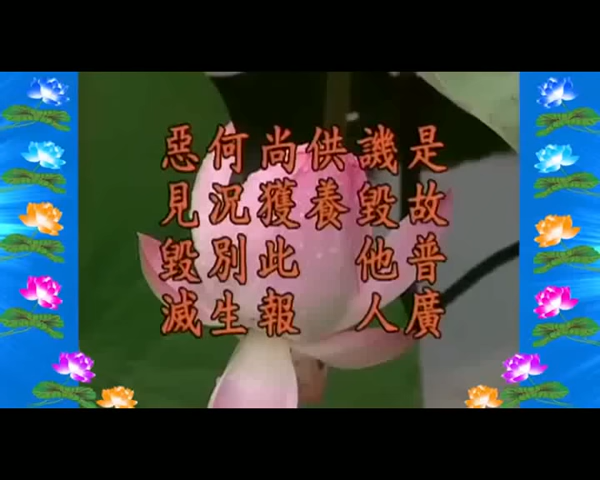 是故普廣
譏毀他人
供養
尚獲此報
何況別生
惡見毀滅